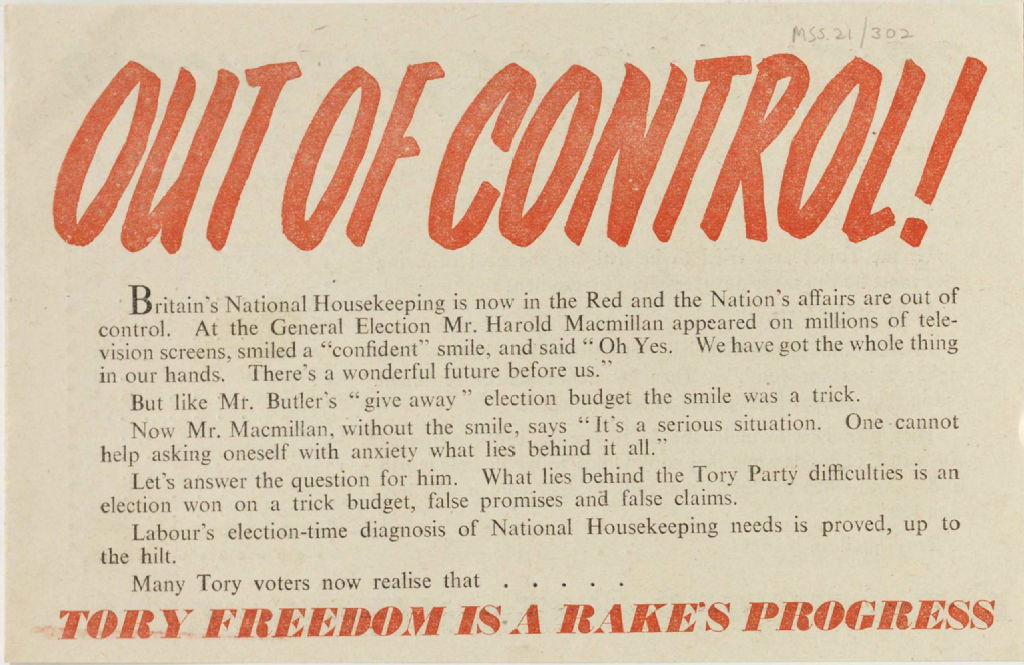 MSS.21/302
OUT OF CONTROL!
Britain's National Housekeeping is now in the Red and the Nation's affairs are out of
control. At the General Election Mr. Harold Macmillan appeared on millions of tele-
vision screens, smiled a “confident” smile, and said “Oh Yes. We have got the whole thing
in our hands. There's a wonderful future before us.”
But like Mr. Butler's “give away” election budget the smile was a trick.
Now Mr. Macmillan, without the smile, says “It's a serious situation. One cannot
help asking oneself with anxiety what lies behind it all.”
Let's answer the question for him. What lies behind the Tory Party difficulties is an
election won on a trick budget, false promises and false claims.
Labour's election-time diagnosis of National Housekeeping needs is proved, up to
the hilt.
Many Tory voters now realise that . . . . .
TORY FREEDOM IS A RAKE'S PROGRESS